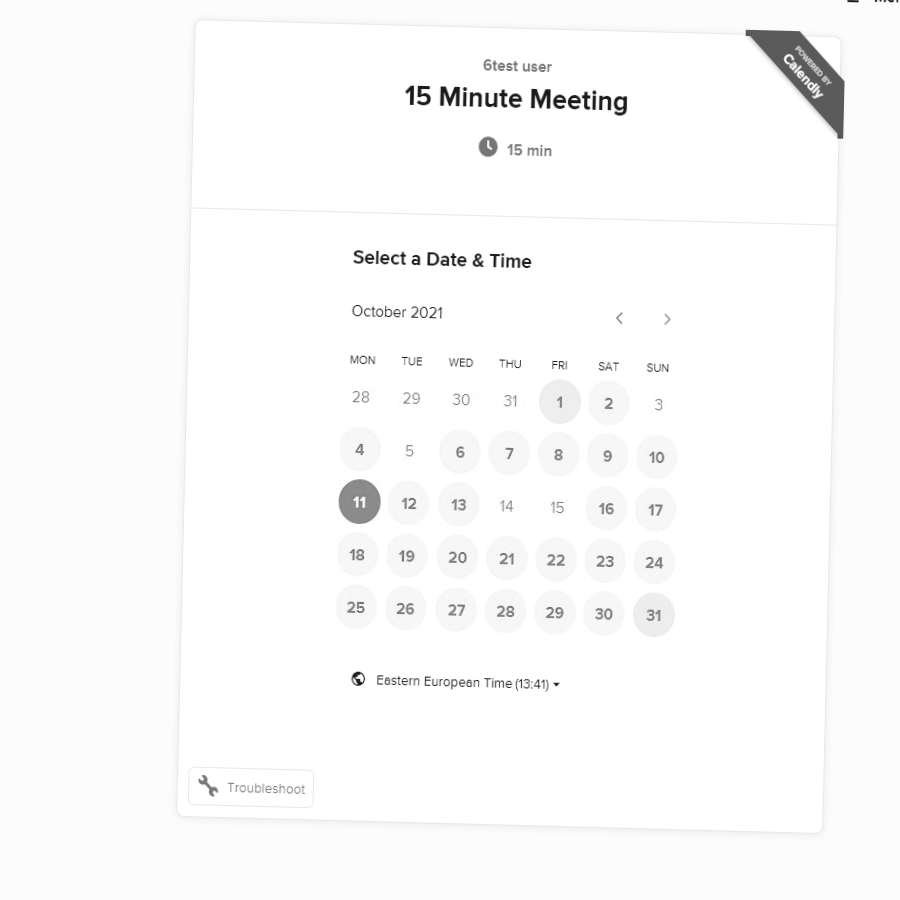 6test user
15 Minute Meeting
15 min
POWERED BY
Calendly
Select a Date & Time
October 2021
MON TUE WED THU FRI SAT SUN
28 29 30 31 1 2 3
4 5 6 7 8 9 10
11 12 13 14 15 16 17
18 19 20 21 22 23 24
25 26 27 28 29 30 31
Eastern European Time (13:41)
Troubleshoot